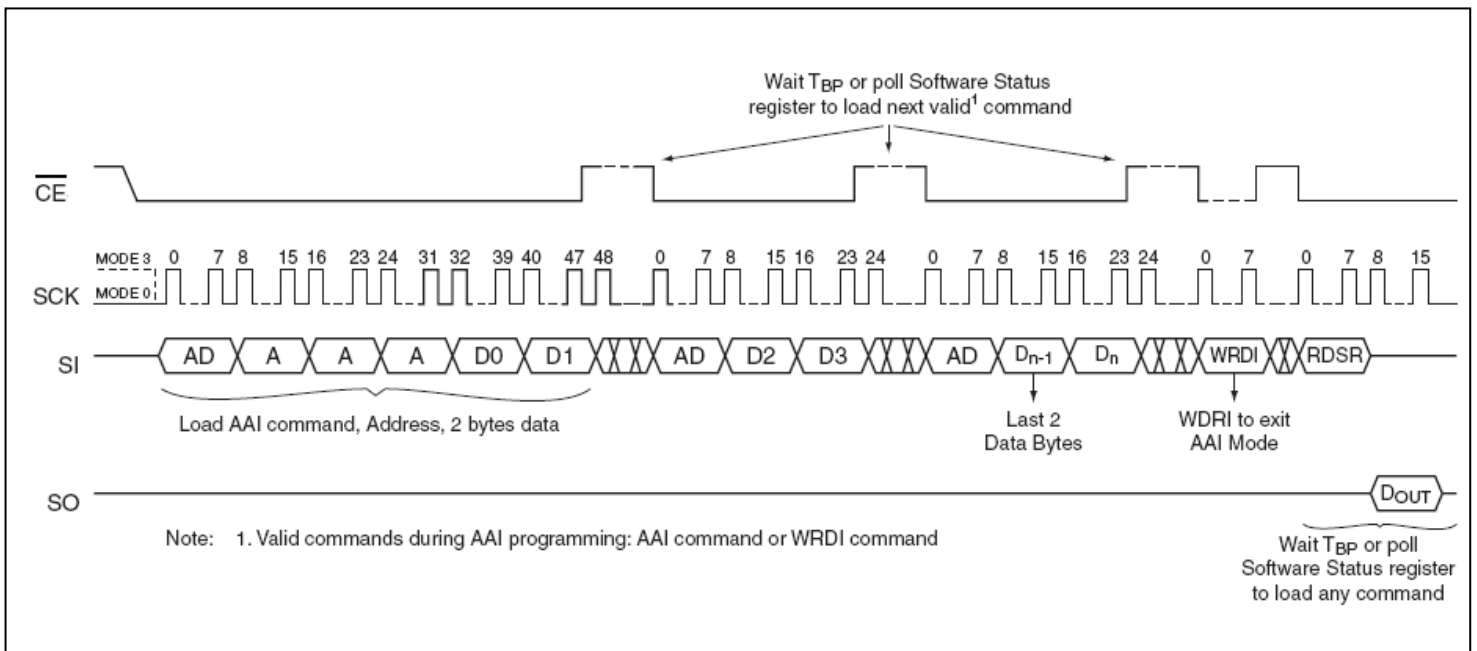 Wait TBP or poll Software Status
register to load next valid1 command
CE
MODE 3 0 7 8 15 16 23 24 31 32 39 40 47 48 0 7 8 15 16 23 24 0 7 8 15 16 23 24 0 7 0 7 8 15
SCK MODE 0
SI AD A A A D0 D1 AD D2 D3 AD Dn-1 Dn WRDI RDSR
Load AAI command, Address, 2 bytes data
Last 2
Data Bytes
WDRI to exit
AAI Mode
SO DOUT
Note: 1. Valid commands during AAI programming: AAI command or WRDI command
Wait TBP or poll
Software Status register
to load any command